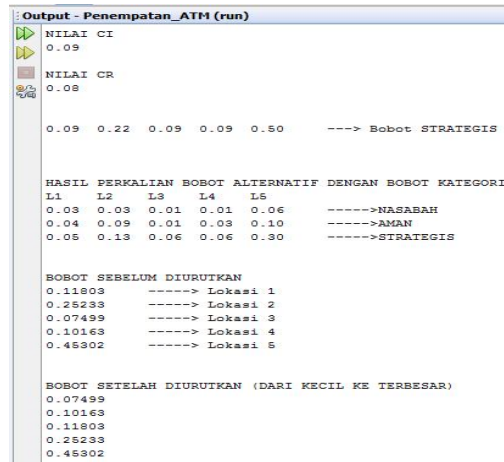 Output - Penempatan_ATM (run)
NILAI CI
0.09
NILAI CR
0.08
0.09 0.22 0.09 0.09 0.50 ---> Bobot STRATEGIS
HASIL PERKALIAN BOBOT ALTERNATIF DENGAN BOBOT KATEGORI
L1 L2 L3 L4 L5
0.03 0.03 0.01 0.01 0.06 ----->NASABAH
0.04 0.09 0.01 0.03 0.10 ----->AMAN
0.05 0.13 0.06 0.06 0.30 ----->STRATEGIS
BOBOT SEBELUM DIURUTKAN
0.11803 -----> Lokasi 1
0.25233 -----> Lokasi 2
0.07499 -----> Lokasi 3
0.10163 -----> Lokasi 4
0.45302 -----> Lokasi 5
BOBOT SETELAH DIURUTKAN (DARI KECIL KE TERBESAR)
0.07499
0.10163
0.11803
0.25233
0.45302